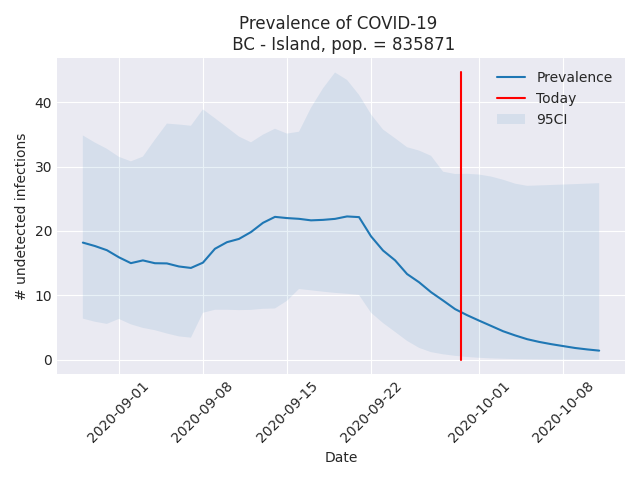 Prevalence of COVID-19
BC - Island, pop. = 835871
Prevalence
Today
95CI
# undetected infections
40
30
20
10
0
2020-09-01
2020-09-08
2020-09-15
2020-09-22
2020-10-01
2020-10-08
Date